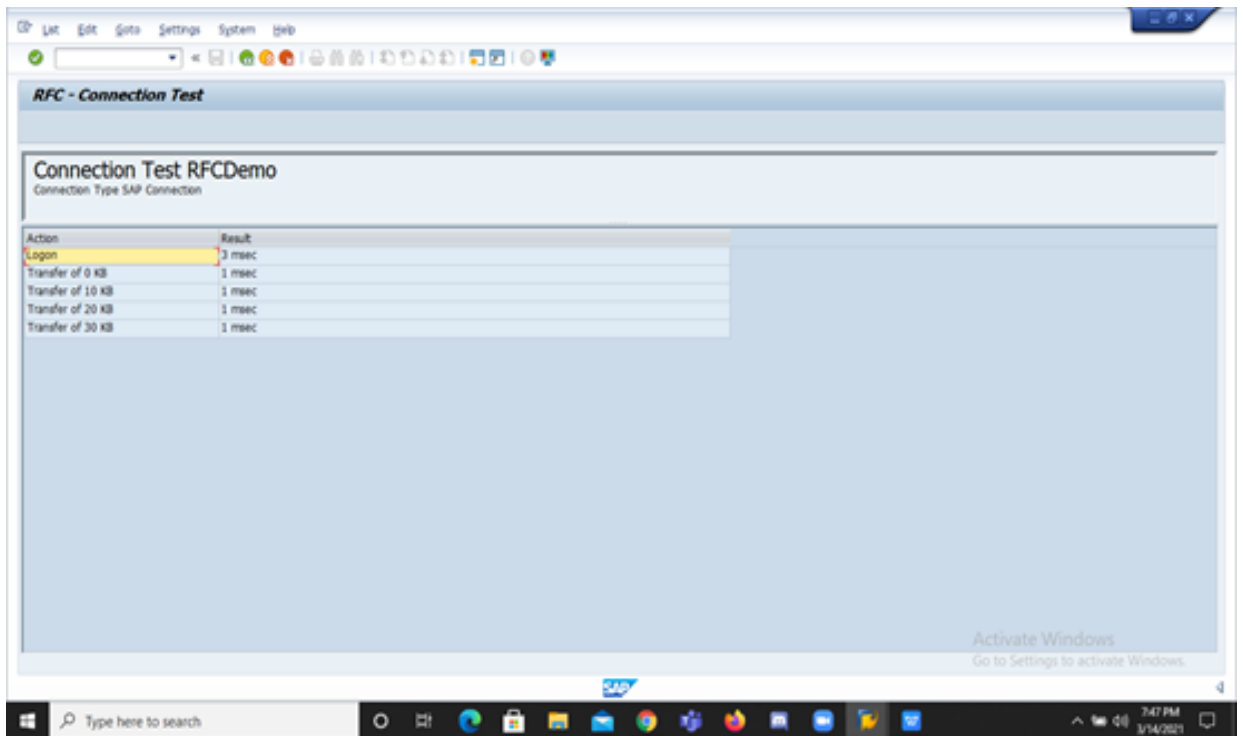 List Edit Goto Settings System Help
RFC - Connection Test
Connection Test RFCDemo
Connection Type SAP Connection
Action Result
Logon 3 msec
Transfer of 0 KB 1 msec
Transfer of 10 KB 1 msec
Transfer of 20 KB 1 msec
Transfer of 30 KB 1 msec
Activate Windows
Go to Settings to activate Windows.
SAP
Type here to search
7:47 PM
3/14/2021